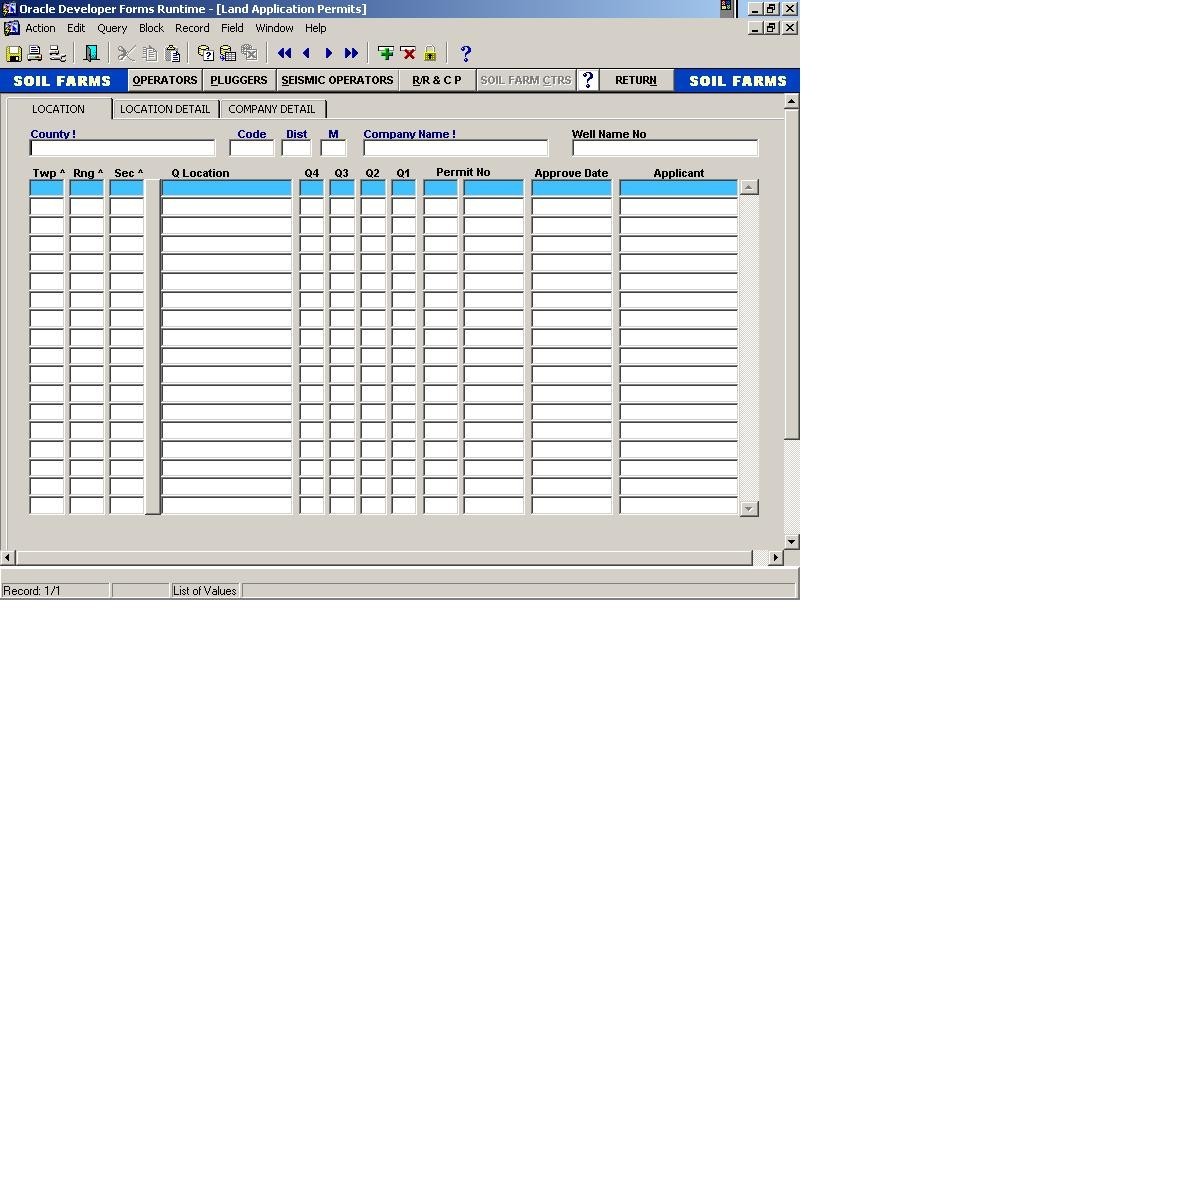 Oracle Developer Forms Runtime - [Land Application Permits]
Action Edit Query Block Record Field Window Help
SOIL FARMS OPERATORS PLUGGERS SEISMIC OPERATORS R/R & C P SOIL FARM CTRS ? RETURN SOIL FARMS
LOCATION LOCATION DETAIL COMPANY DETAIL
County ! Code Dist M Company Name ! Well Name No
Twp ^ Rng ^ Sec ^ Q Location Q4 Q3 Q2 Q1 Permit No Approve Date Applicant
Record: 1/1 List of Values